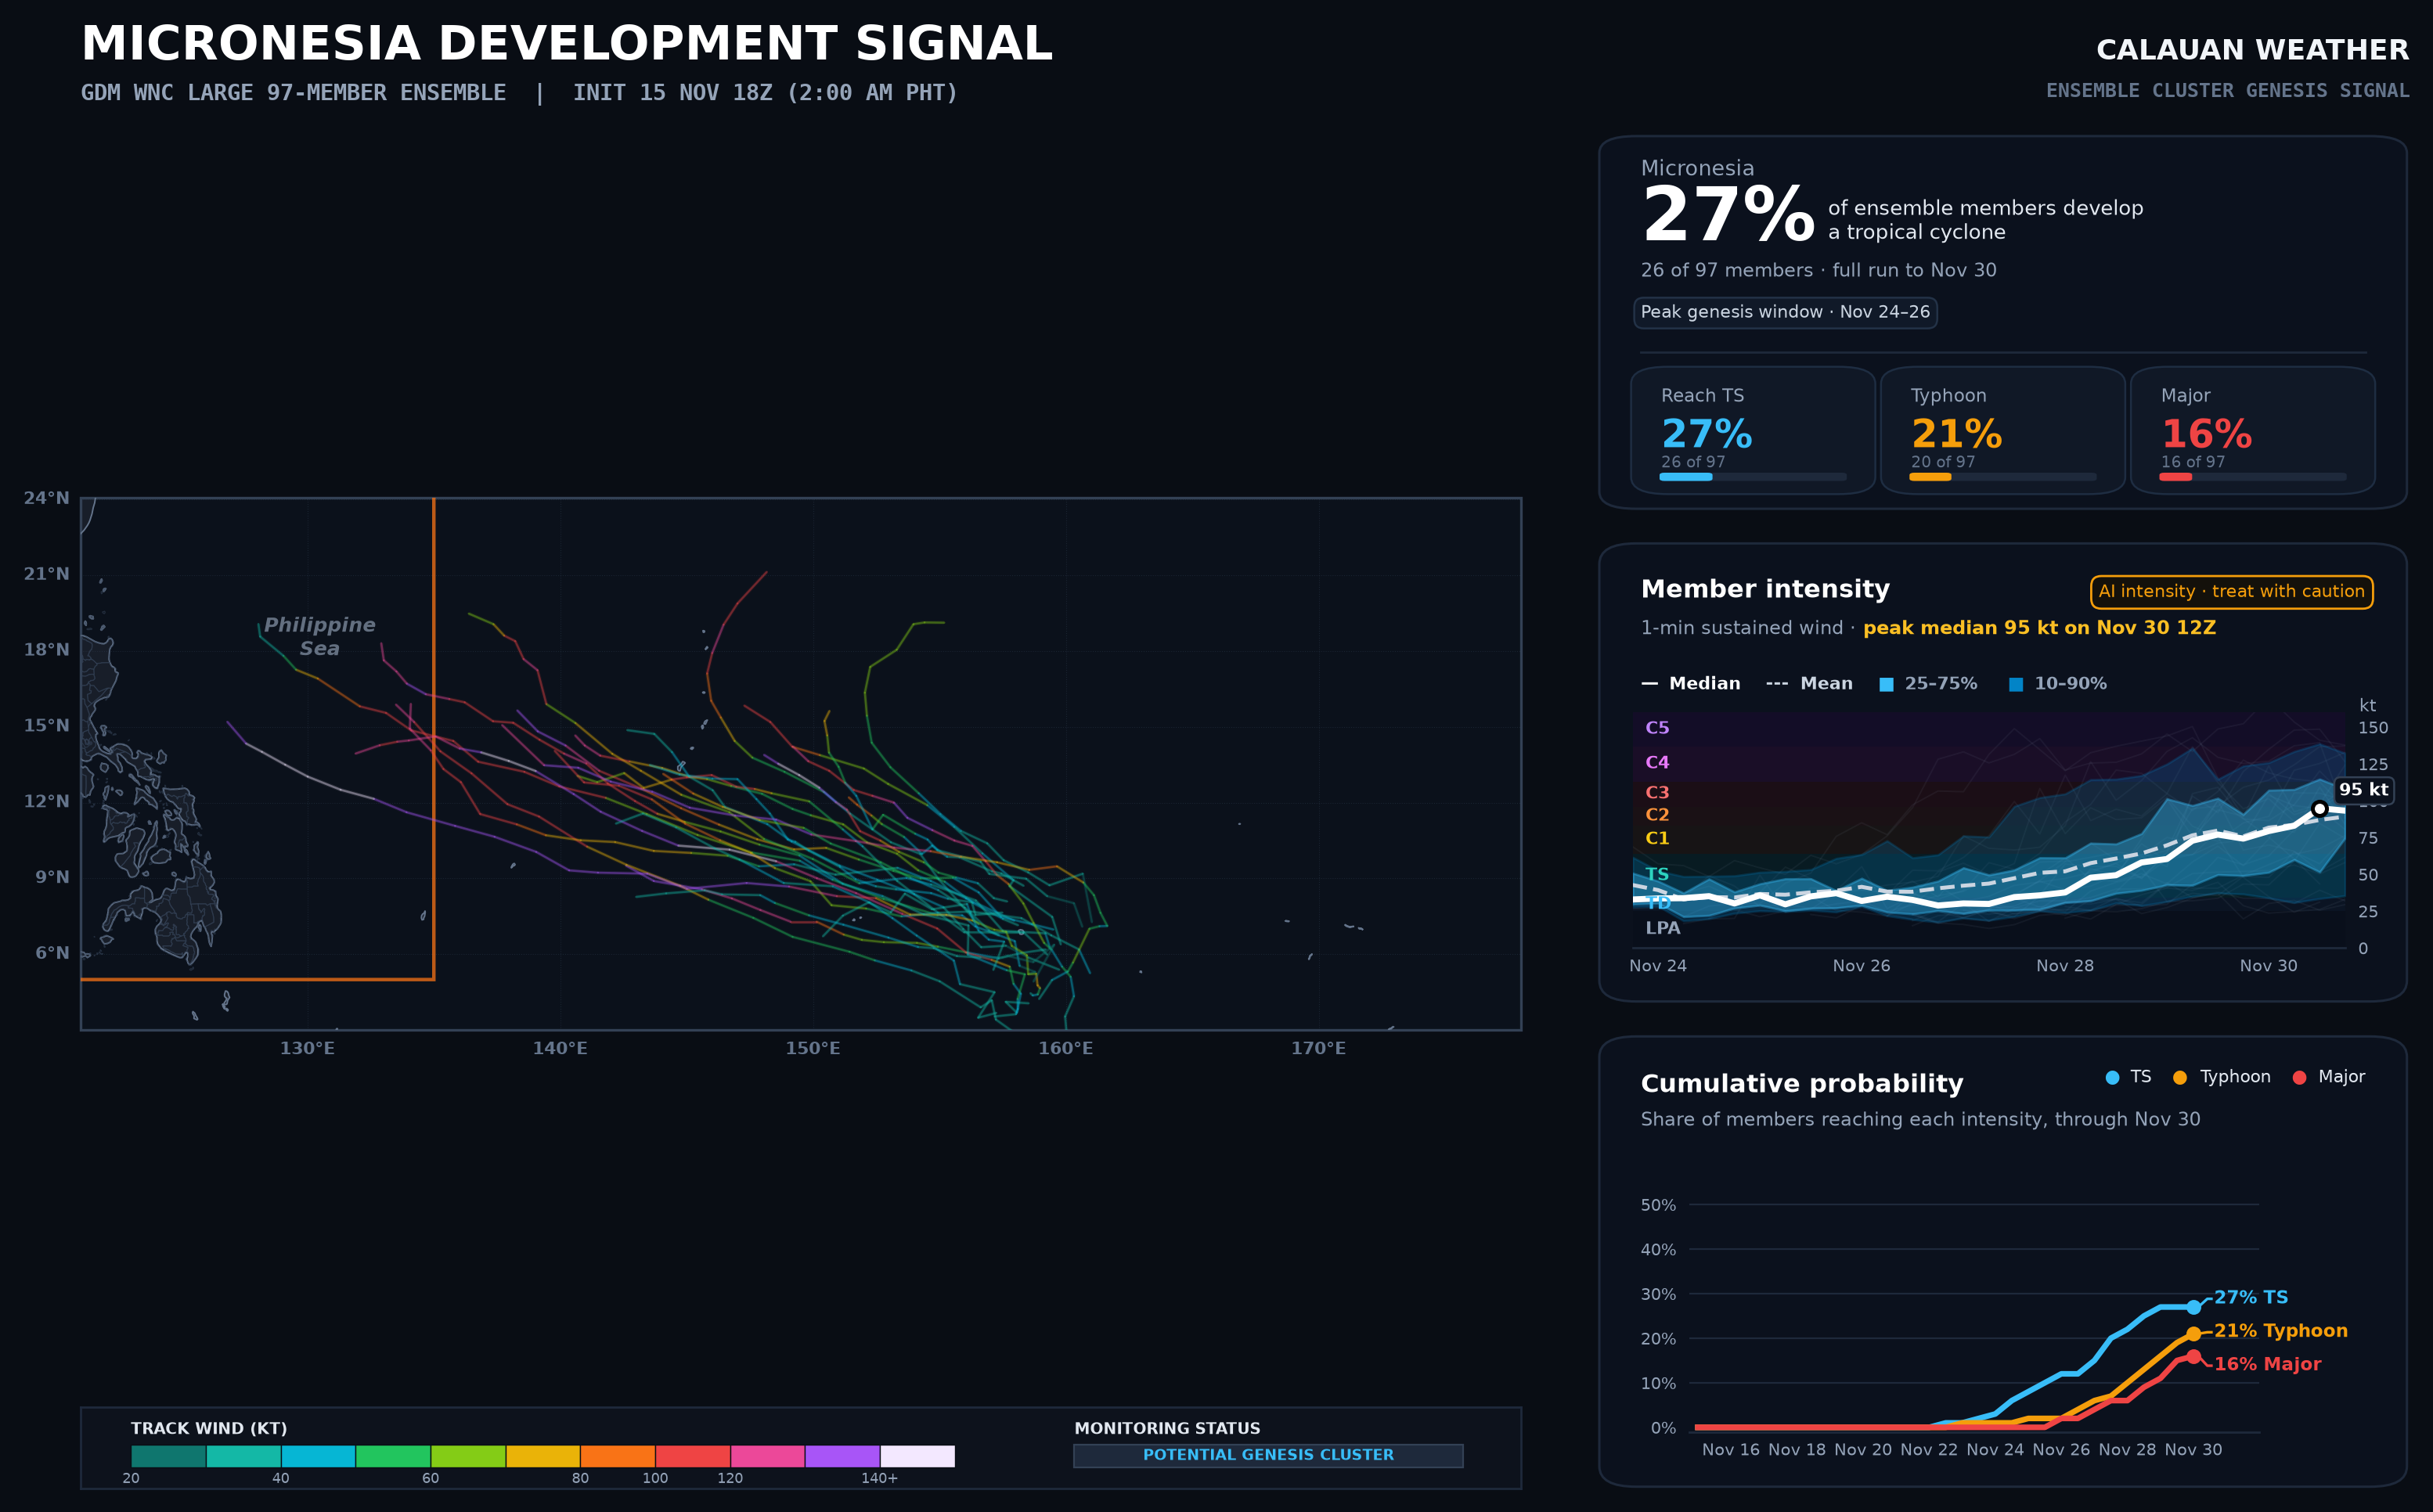 MICRONESIA DEVELOPMENT SIGNAL
GDM WNC LARGE 97-MEMBER ENSEMBLE | INIT 15 NOV 18Z (2:00 AM PHT)
CALAUAN WEATHER
ENSEMBLE CLUSTER GENESIS SIGNAL
24°N
21°N
18°N
15°N
12°N
9°N
6°N
Philippine
Sea
130°E 140°E 150°E 160°E 170°E
TRACK WIND (KT)
20 40 60 80 100 120 140+
MONITORING STATUS
POTENTIAL GENESIS CLUSTER
Micronesia
27% of ensemble members develop
a tropical cyclone
26 of 97 members · full run to Nov 30
Peak genesis window · Nov 24–26
Reach TS
27%
26 of 97
Typhoon
21%
20 of 97
Major
16%
16 of 97
Member intensity
AI intensity · treat with caution
1-min sustained wind · peak median 95 kt on Nov 30 12Z
Median Mean 25–75% 10–90%
kt
C5
C4
C3
C2
C1
TS
TD
LPA
150
125
95 kt
75
50
25
0
Nov 24 Nov 26 Nov 28 Nov 30
Cumulative probability
TS Typhoon Major
Share of members reaching each intensity, through Nov 30
50%
40%
30%
20%
10%
0%
27% TS
21% Typhoon
16% Major
Nov 16 Nov 18 Nov 20 Nov 22 Nov 24 Nov 26 Nov 28 Nov 30